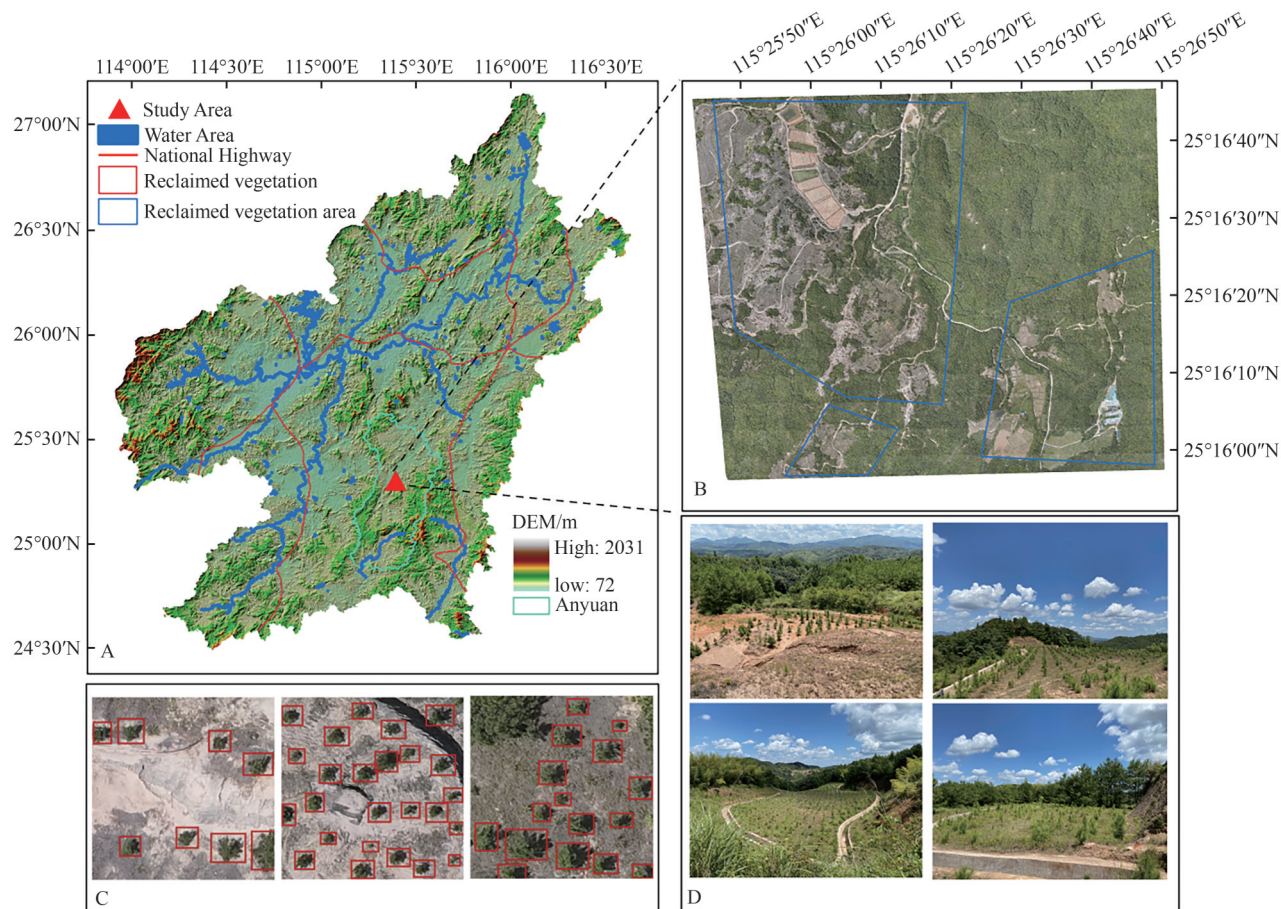 114°00′E 114°30′E 115°00′E 115°30′E 116°00′E 116°30′E
27°00′N
26°30′N
26°00′N
25°30′N
25°00′N
24°30′N
Study Area
Water Area
National Highway
Reclaimed vegetation
Reclaimed vegetation area
DEM/m
High: 2031
low: 72
Anyuan
A
115°25′50″E 115°26′00″E 115°26′10″E 115°26′20″E 115°26′30″E 115°26′40″E 115°26′50″E
25°16′40″N
25°16′30″N
25°16′20″N
25°16′10″N
25°16′00″N
B
C
D